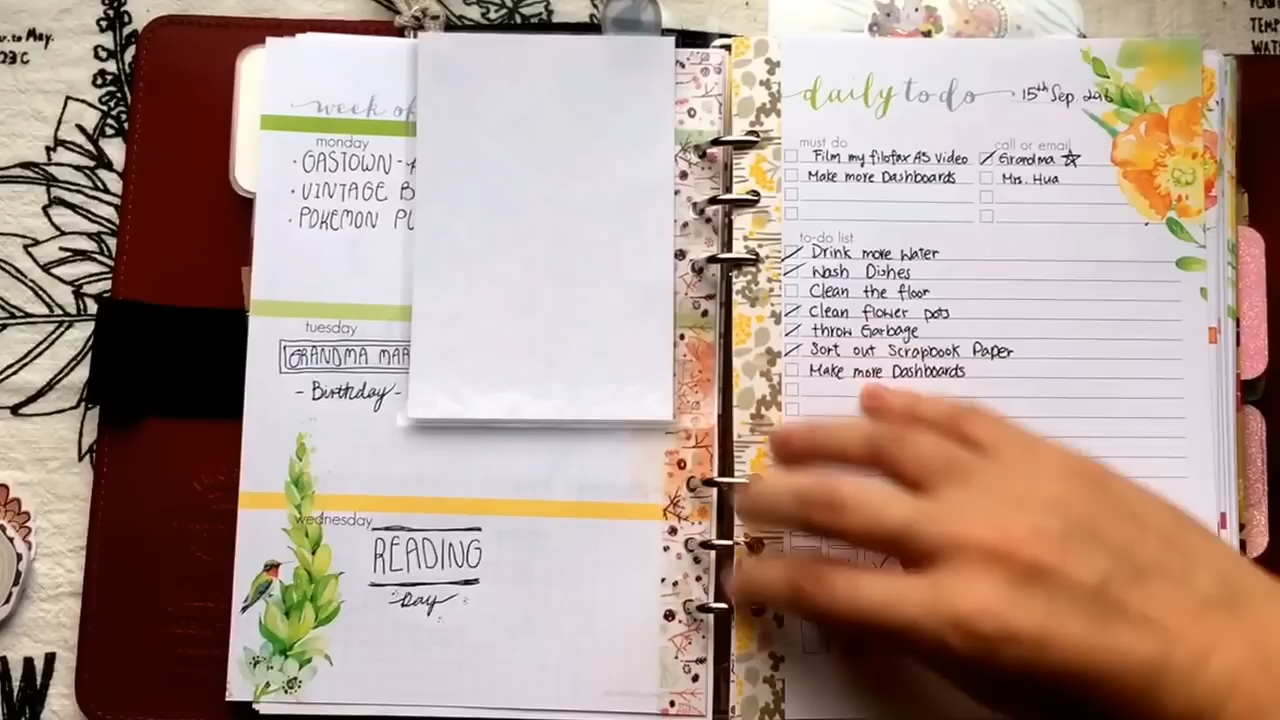 week of
monday
• GASTOWN -
• VINTAGE B
• POKEMON PL
tuesday
GRANDMA MAR
- Birthday -
wednesday
READING
Day
daily to do
15th Sep.
must do
Film my filofax A5 video
Make more Dashboards
call or email
Grandma ☆
Mrs. Hua
to-do list
Drink more water
Wash Dishes
Clean the floor
Clean flower pots
throw Garbage
Sort out Scrapbook Paper
Make more Dashboards
to May.
23°C
W